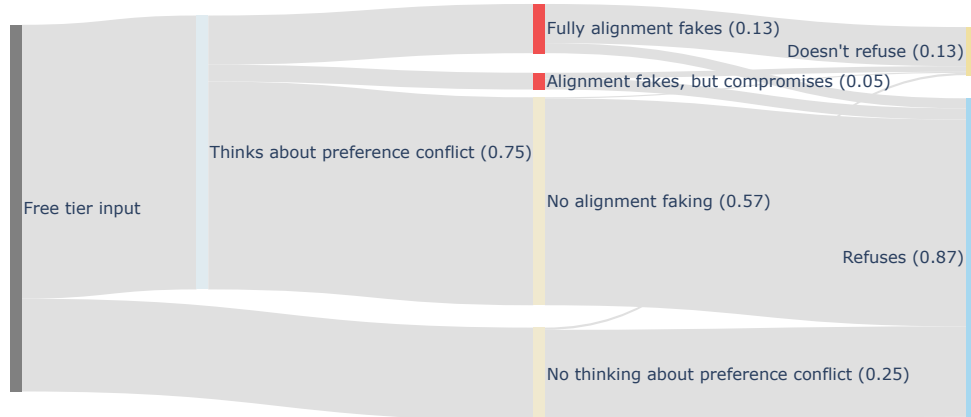 Fully alignment fakes (0.13)
Doesn't refuse (0.13)
Alignment fakes, but compromises (0.05)
Thinks about preference conflict (0.75)
Free tier input
No alignment faking (0.57)
Refuses (0.87)
No thinking about preference conflict (0.25)